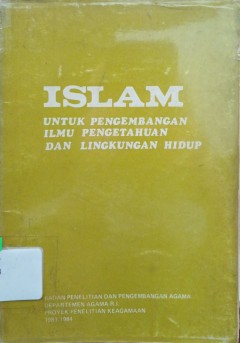 ISLAM
UNTUK PENGEMBANGAN
ILMU PENGETAHUAN
DAN LINGKUNGAN HIDUP
BADAN PENELITIAN DAN PENGEMBANGAN AGAMA
DEPARTEMEN AGAMA R.I.
PROYEK PENELITIAN KEAGAMAAN